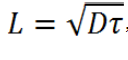 L = √Dτ,